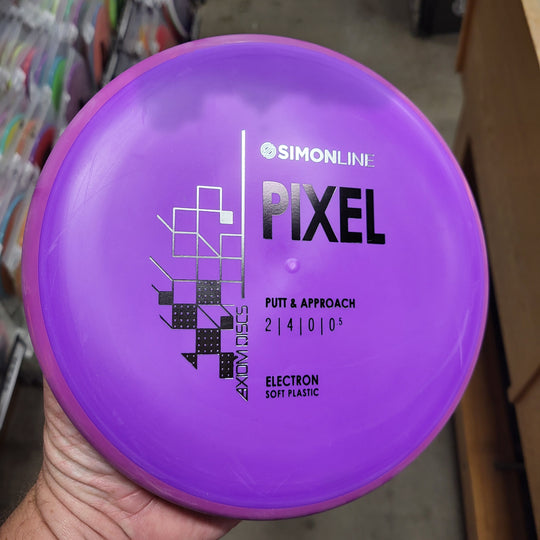 SIMONLINE
PIXEL
PUTT & APPROACH
2 | 4 | 0 | 0.5
ELECTRON
SOFT PLASTIC
AXIOM DISCS